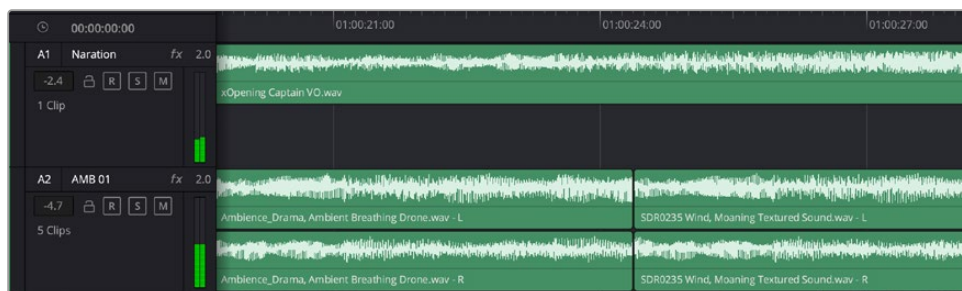 00:00:00:00 01:00:21:00 01:00:24:00 01:00:27:00
A1 Naration fx 2.0
-2.4 R S M
xOpening Captain VO.wav
1 Clip
A2 AMB 01 fx 2.0
-4.7 R S M
Ambience_Drama, Ambient Breathing Drone.wav - L SDR0235 Wind, Moaning Textured Sound.wav - L
5 Clips
Ambience_Drama, Ambient Breathing Drone.wav - R SDR0235 Wind, Moaning Textured Sound.wav - R